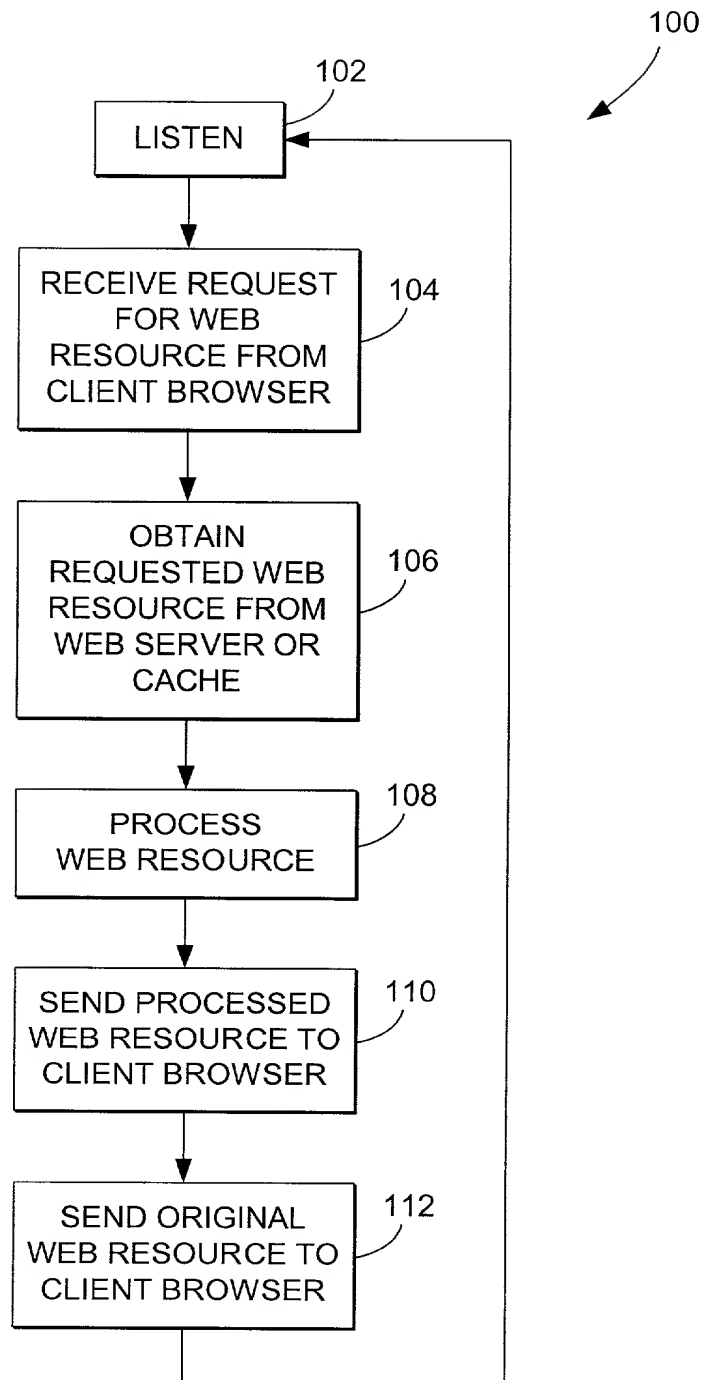 100
102
LISTEN
RECEIVE REQUEST
FOR WEB
RESOURCE FROM
CLIENT BROWSER
104
OBTAIN
REQUESTED WEB
RESOURCE FROM
WEB SERVER OR
CACHE
106
PROCESS
WEB RESOURCE
108
SEND PROCESSED
WEB RESOURCE TO
CLIENT BROWSER
110
SEND ORIGINAL
WEB RESOURCE TO
CLIENT BROWSER
112